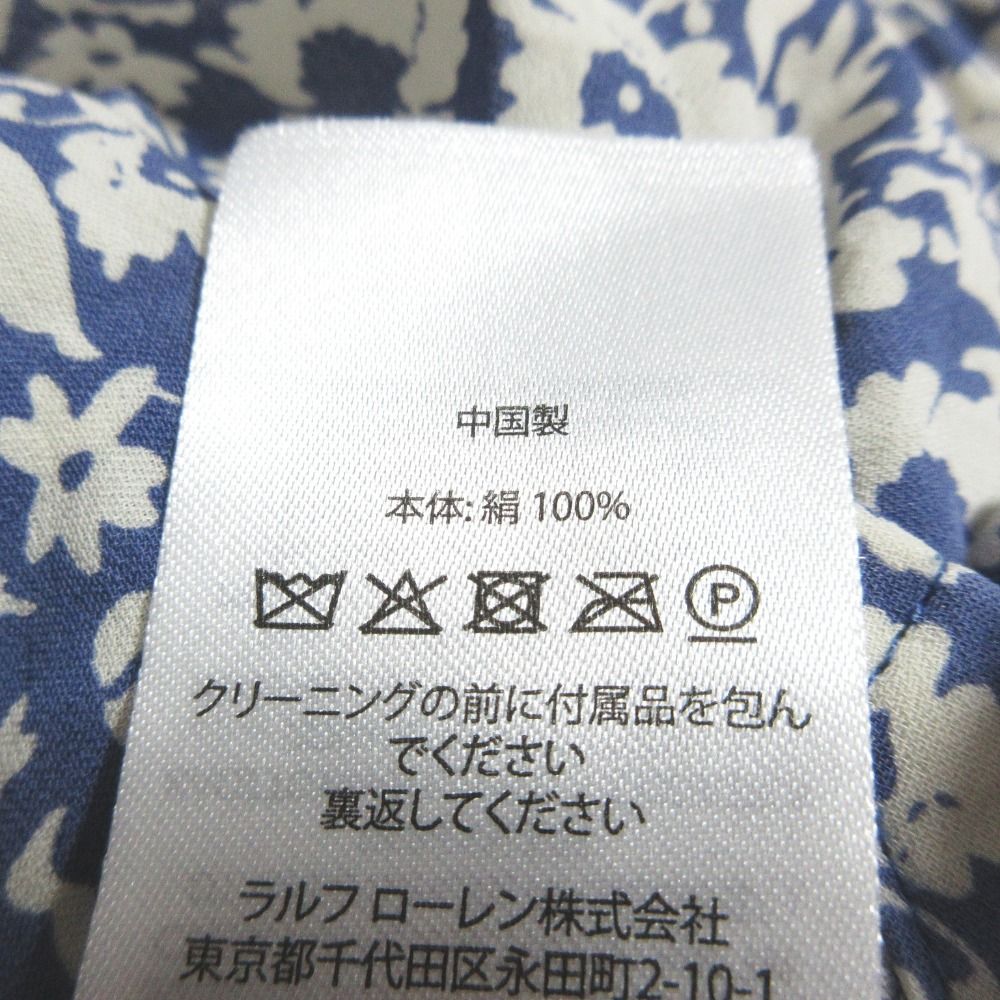 中国製
本体: 絹 100%
P
クリーニングの前に付属品を包ん
でください
裏返してください
ラルフ ローレン株式会社
東京都千代田区永田町2-10-1